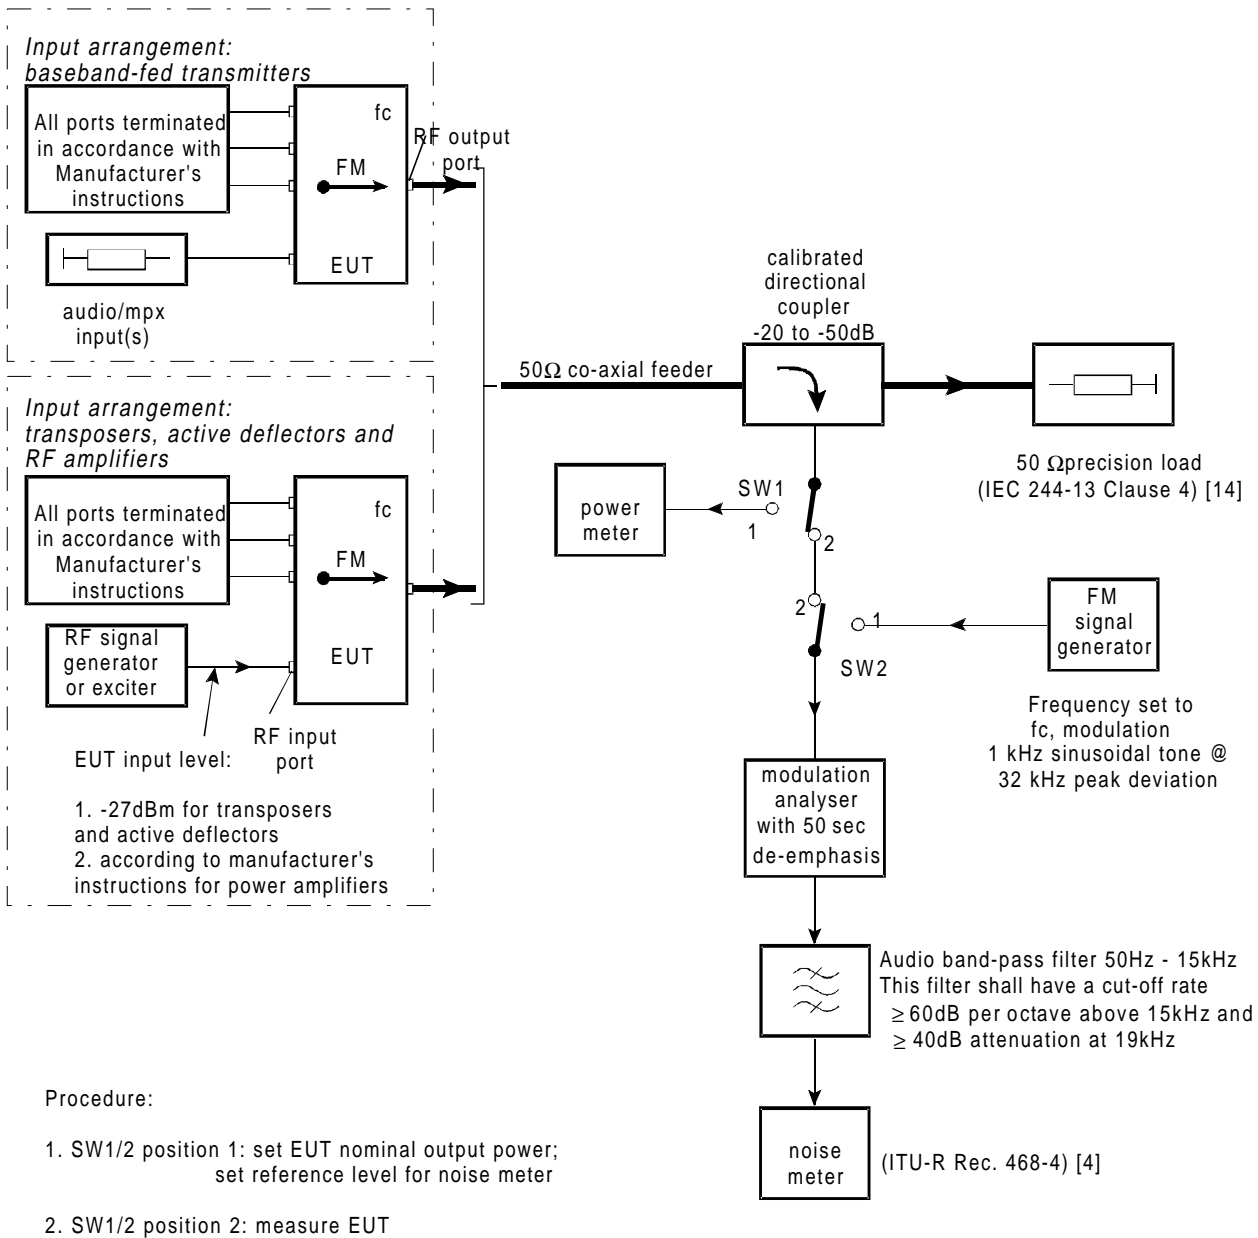 Input arrangement:
baseband-fed transmitters
All ports terminated
in accordance with
Manufacturer's
instructions
fc
FM
EUT
RF output
port
audio/mpx
input(s)
Input arrangement:
transposers, active deflectors and
RF amplifiers
All ports terminated
in accordance with
Manufacturer's
instructions
fc
FM
EUT
RF signal
generator
or exciter
RF input
port
EUT input level:
1. -27dBm for transposers
and active deflectors
2. according to manufacturer's
instructions for power amplifiers
50Ω co-axial feeder
calibrated
directional
coupler
-20 to -50dB
50 Ωprecision load
(IEC 244-13 Clause 4) [14]
power
meter
SW1
1
2
2
1
SW2
FM
signal
generator
Frequency set to
fc, modulation
1 kHz sinusoidal tone @
32 kHz peak deviation
modulation
analyser
with 50 sec
de-emphasis
Audio band-pass filter 50Hz - 15kHz
This filter shall have a cut-off rate
≥ 60dB per octave above 15kHz and
≥ 40dB attenuation at 19kHz
noise
meter
(ITU-R Rec. 468-4) [4]
Procedure:
1. SW1/2 position 1: set EUT nominal output power;
set reference level for noise meter
2. SW1/2 position 2: measure EUT